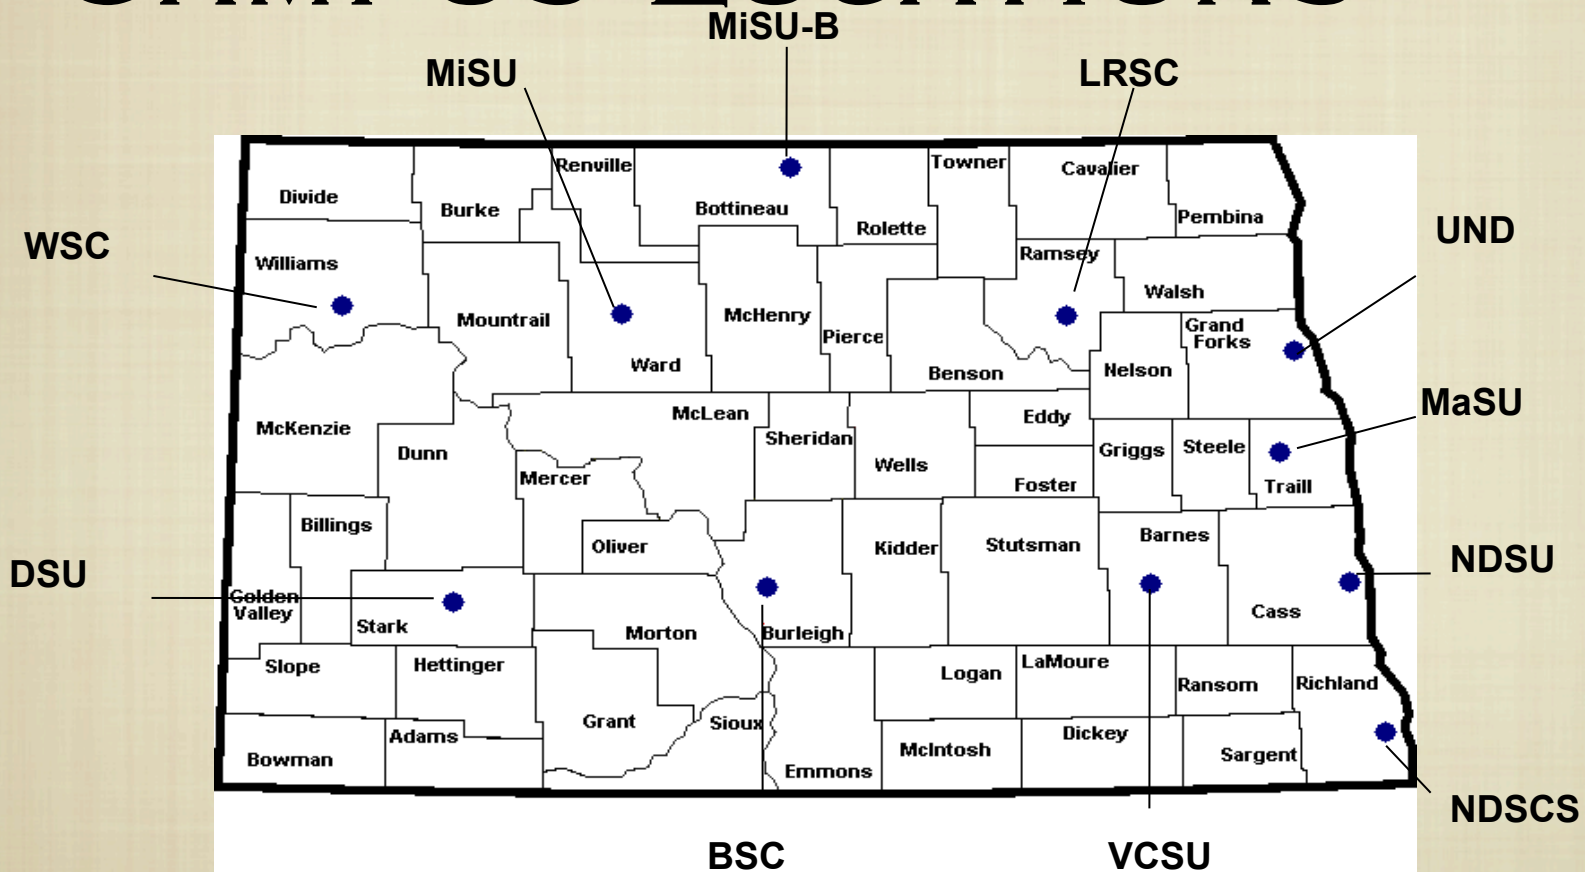 MiSU-B
MiSU
LRSC
Renville
Towner
Cavalier
Divide
Burke
Bottineau
Rolette
Pembina
UND
WSC
Williams
Ramsey
Walsh
Mountrail
McHenry
Pierce
Grand
Forks
Ward
Benson
Nelson
MaSU
McKenzie
McLean
Eddy
Dunn
Sheridan
Griggs
Steele
Mercer
Wells
Foster
Traill
Billings
Oliver
Kidder
Stutsman
Barnes
NDSU
DSU
Golden
Valley
Stark
Morton
Burleigh
Cass
Slope
Hettinger
Logan
LaMoure
Ransom
Richland
Grant
Sioux
Bowman
Adams
Emmons
McIntosh
Dickey
Sargent
NDSCS
BSC
VCSU